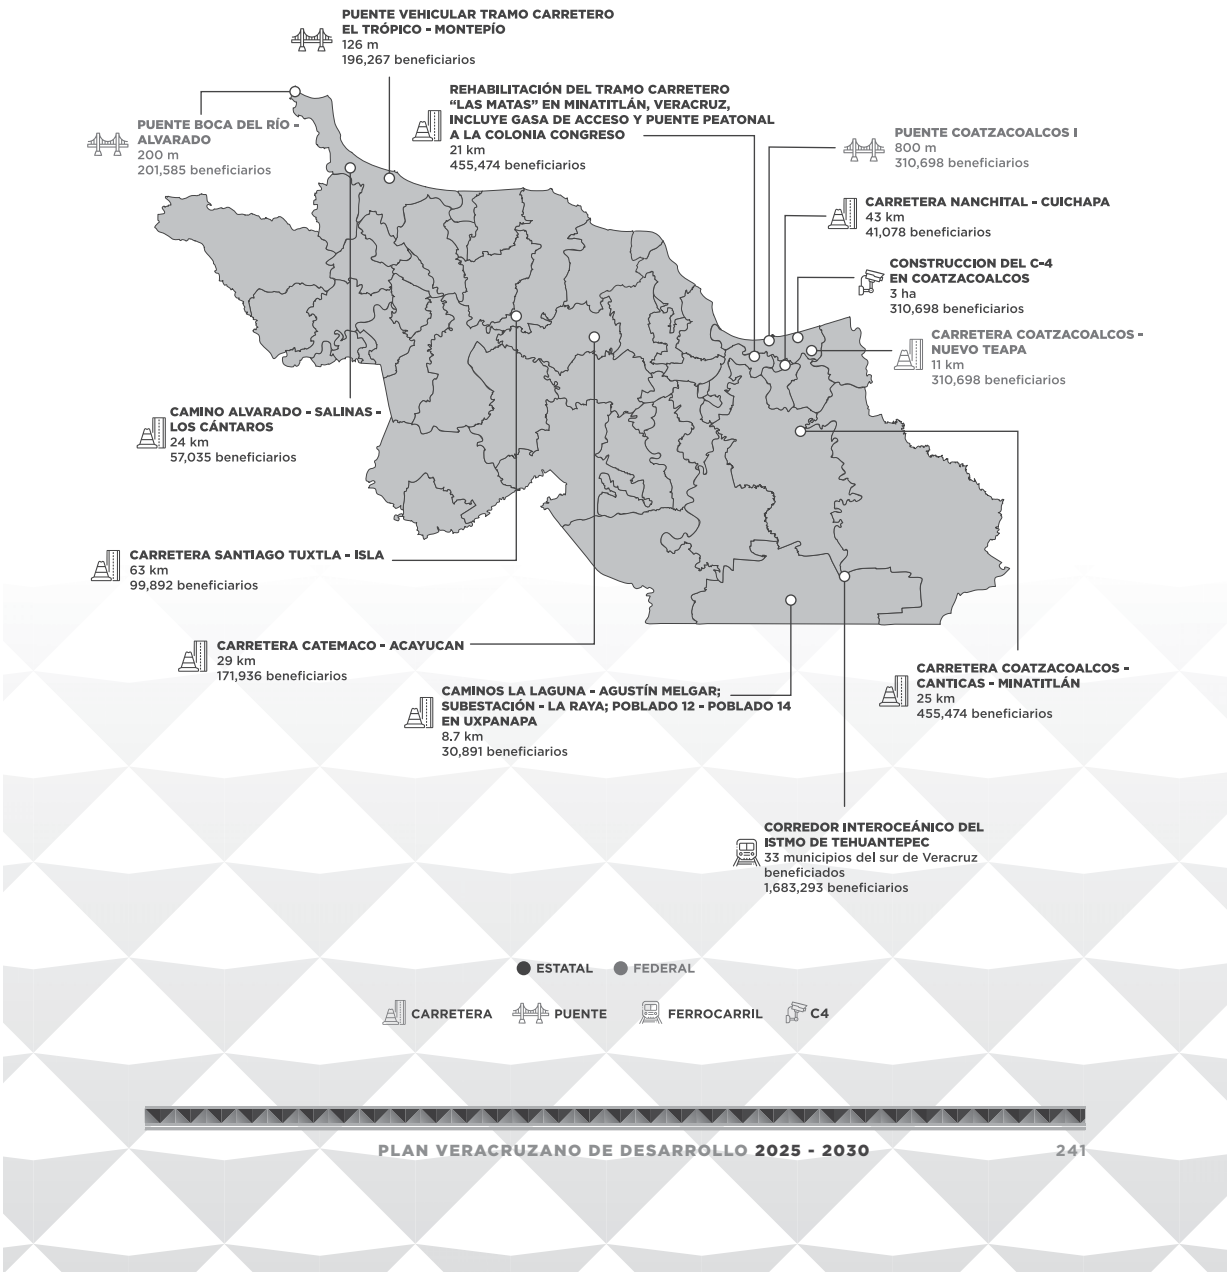 PUENTE VEHICULAR TRAMO CARRETERO
EL TRÓPICO - MONTEPÍO
126 m
196,267 beneficiarios
REHABILITACIÓN DEL TRAMO CARRETERO
“LAS MATAS” EN MINATITLÁN, VERACRUZ,
INCLUYE GASA DE ACCESO Y PUENTE PEATONAL
A LA COLONIA CONGRESO
21 km
455,474 beneficiarios
PUENTE BOCA DEL RÍO -
ALVARADO
200 m
201,585 beneficiarios
PUENTE COATZACOALCOS I
800 m
310,698 beneficiarios
CARRETERA NANCHITAL - CUICHAPA
43 km
41,078 beneficiarios
CONSTRUCCION DEL C-4
EN COATZACOALCOS
3 ha
310,698 beneficiarios
CARRETERA COATZACOALCOS -
NUEVO TEAPA
11 km
310,698 beneficiarios
CAMINO ALVARADO - SALINAS -
LOS CÁNTAROS
24 km
57,035 beneficiarios
CARRETERA SANTIAGO TUXTLA - ISLA
63 km
99,892 beneficiarios
CARRETERA CATEMACO - ACAYUCAN
29 km
171,936 beneficiarios
CAMINOS LA LAGUNA - AGUSTÍN MELGAR;
SUBESTACIÓN - LA RAYA; POBLADO 12 - POBLADO 14
EN UXPANAPA
8.7 km
30,891 beneficiarios
CARRETERA COATZACOALCOS -
CANTICAS - MINATITLÁN
25 km
455,474 beneficiarios
CORREDOR INTEROCEÁNICO DEL
ISTMO DE TEHUANTEPEC
33 municipios del sur de Veracruz
beneficiados
1,683,293 beneficiarios
ESTATAL FEDERAL
CARRETERA PUENTE FERROCARRIL C4
PLAN VERACRUZANO DE DESARROLLO 2025 - 2030 241